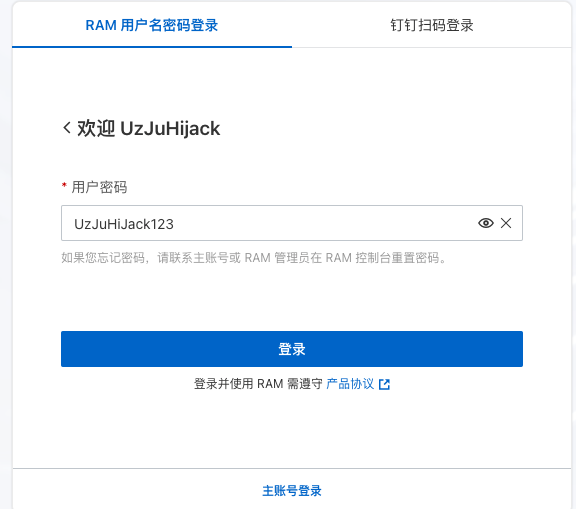 RAM 用户名密码登录
钉钉扫码登录
欢迎 UzJuHijack
* 用户密码
UzJuHiJack123
如果您忘记密码，请联系主账号或 RAM 管理员在 RAM 控制台重置密码。
登录
登录并使用 RAM 需遵守 产品协议
主账号登录